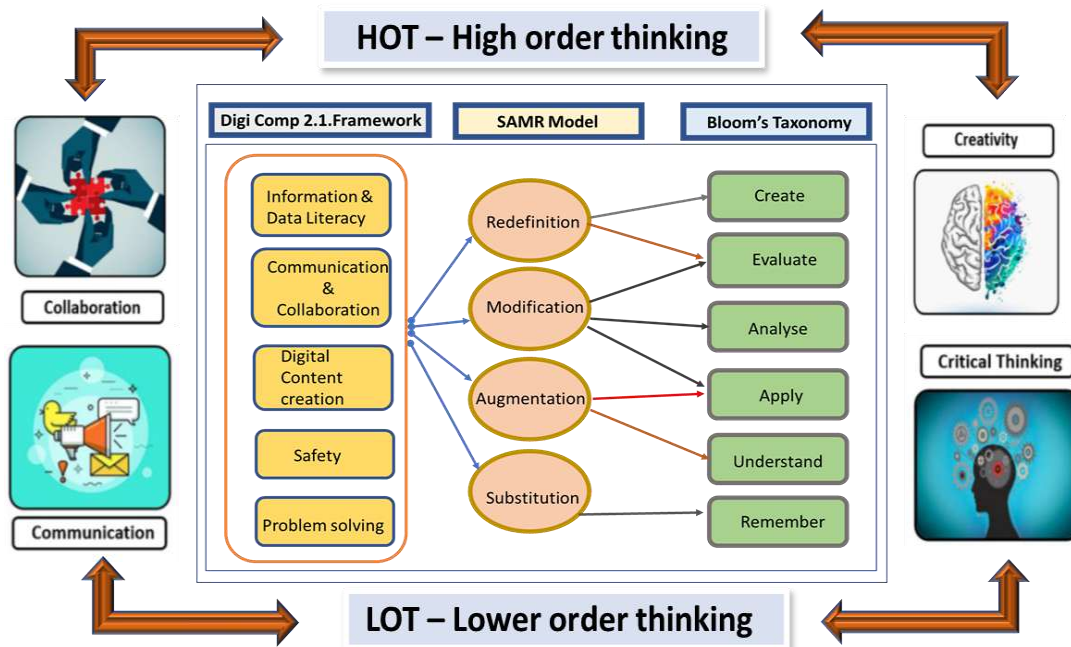 HOT – High order thinking
Digi Comp 2.1.Framework
SAMR Model
Bloom's Taxonomy
Collaboration
Communication
Information &
Data Literacy
Communication
&
Collaboration
Digital
Content
creation
Safety
Problem solving
Redefinition
Modification
Augmentation
Substitution
Create
Evaluate
Analyse
Apply
Understand
Remember
Creativity
Critical Thinking
LOT – Lower order thinking